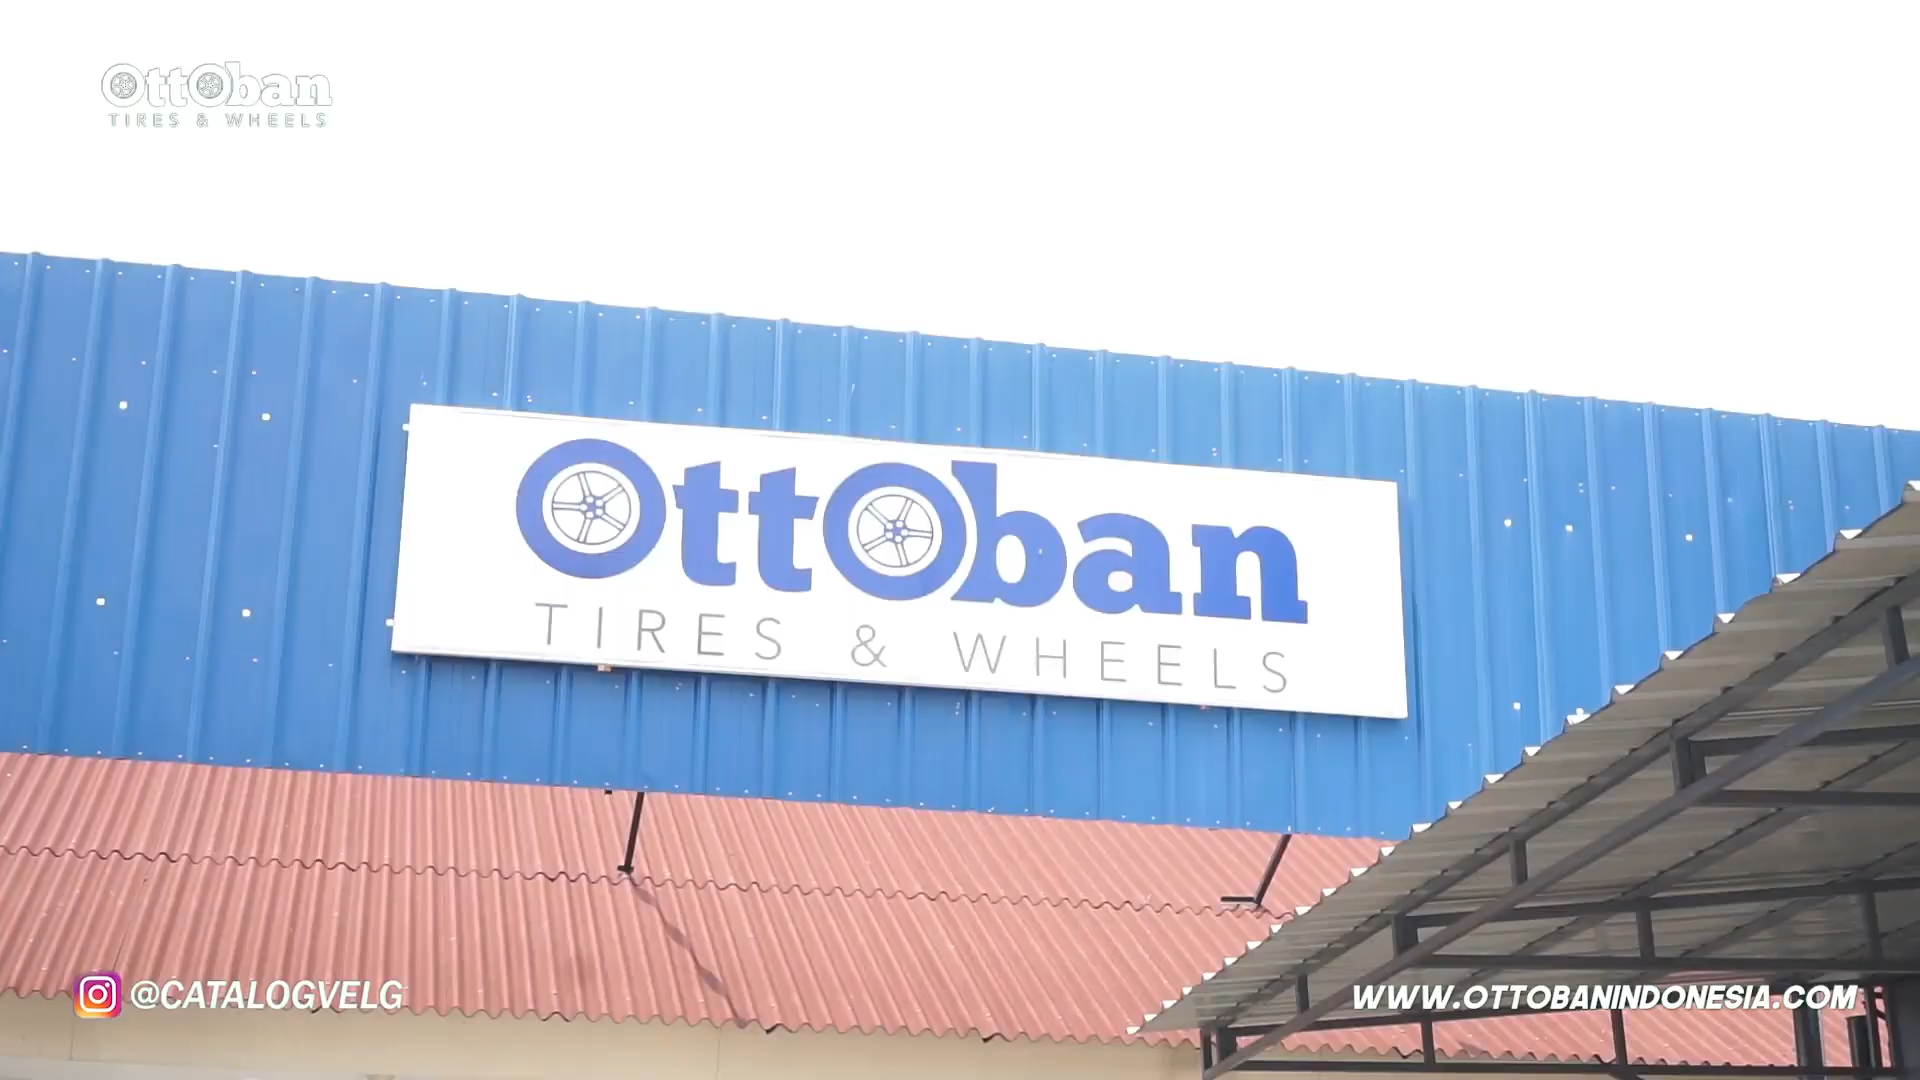 OttOban
TIRES & WHEELS
OttOban
TIRES & WHEELS
@CATALOGVELG
WWW.OTTOBANINDONESIA.COM